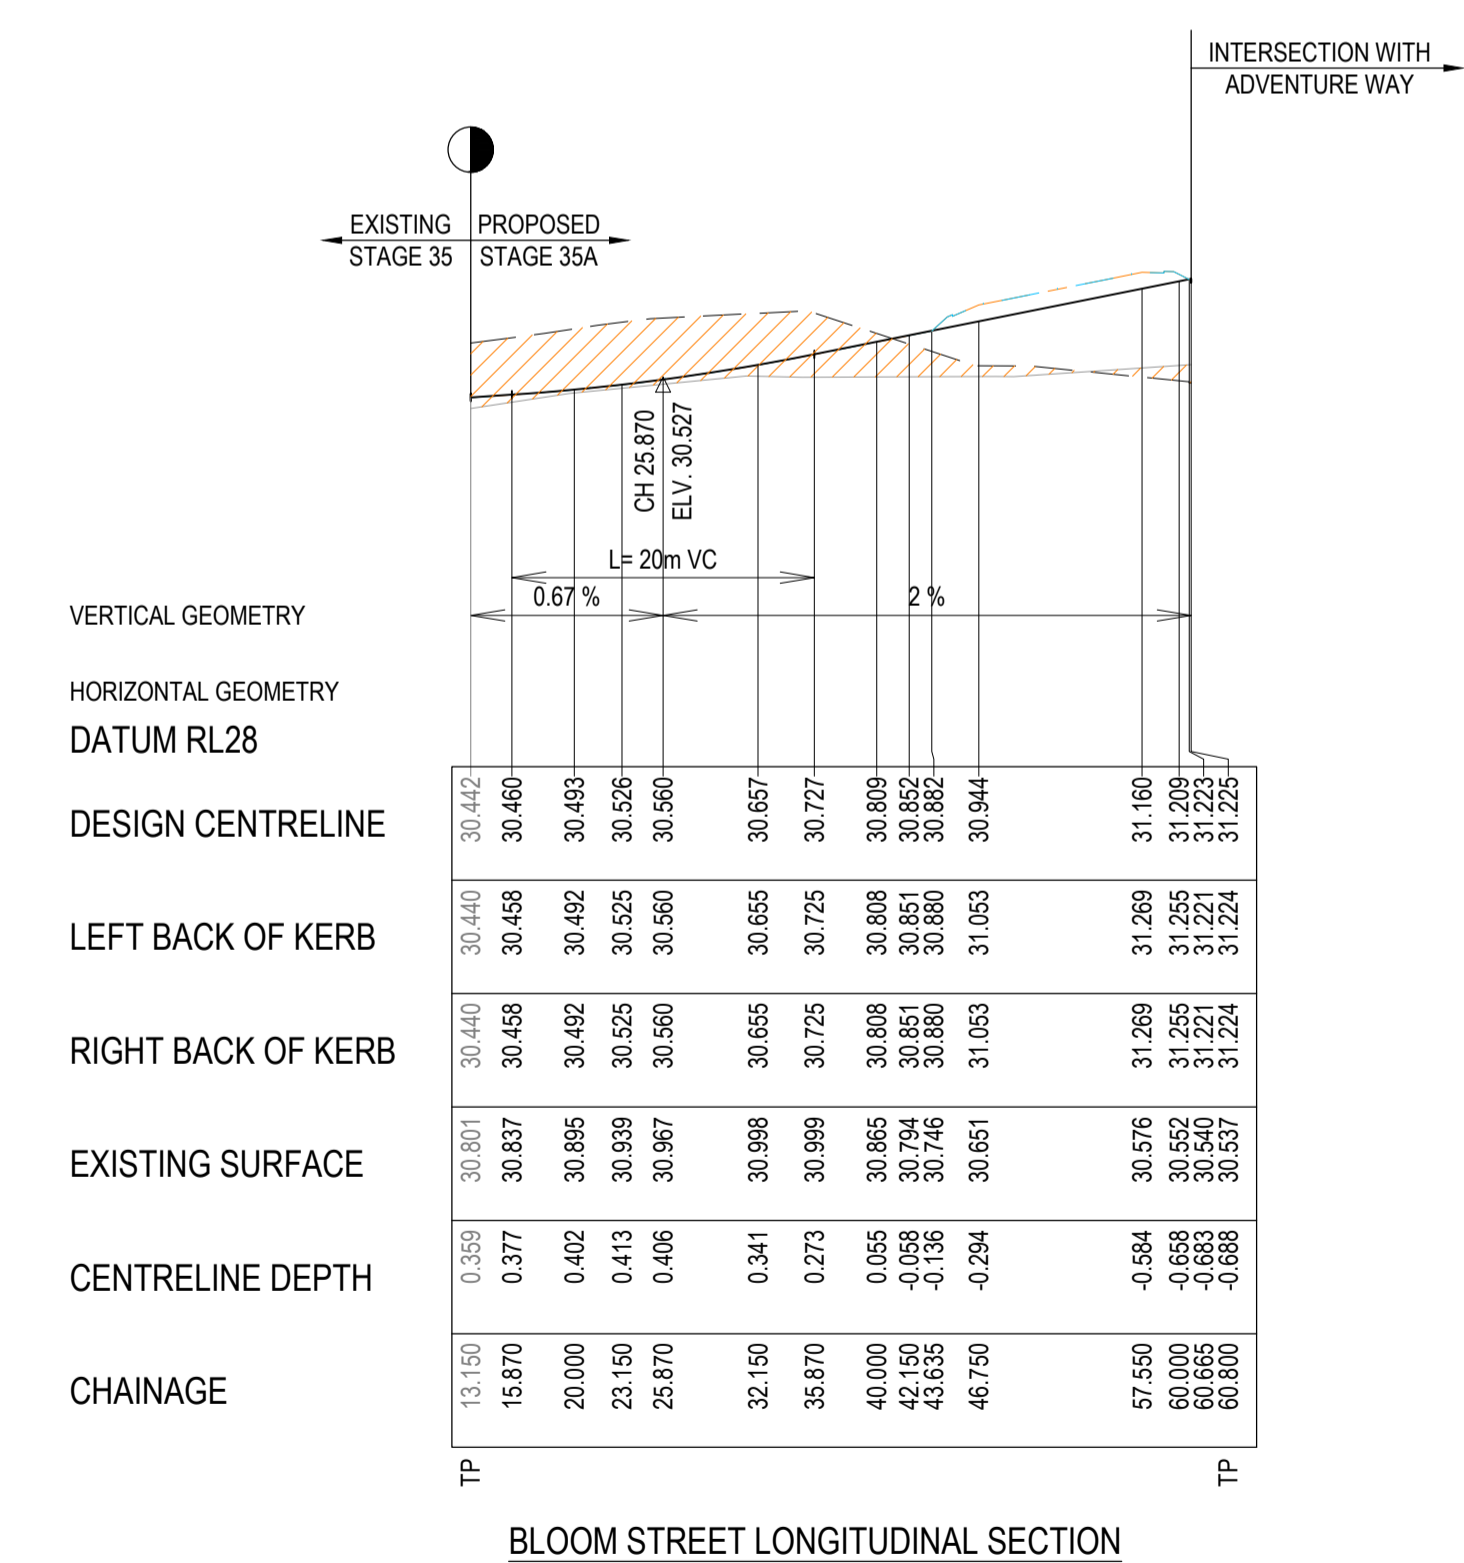 INTERSECTION WITH
ADVENTURE WAY
EXISTING PROPOSED
STAGE 35 STAGE 35A
CH 25.870
ELV. 30.527
L= 20m VC
0.67 % 2 %
VERTICAL GEOMETRY
HORIZONTAL GEOMETRY
DATUM RL28
DESIGN CENTRELINE 30.442 30.460 30.493 30.526 30.560 30.657 30.727 30.809 30.852 30.882 30.944 31.160 31.209 31.223 31.225
LEFT BACK OF KERB 30.440 30.458 30.492 30.525 30.560 30.655 30.725 30.808 30.851 30.880 31.053 31.269 31.255 31.221 31.224
RIGHT BACK OF KERB 30.440 30.458 30.492 30.525 30.560 30.655 30.725 30.808 30.851 30.880 31.053 31.269 31.255 31.221 31.224
EXISTING SURFACE 30.801 30.837 30.895 30.939 30.967 30.998 30.999 30.865 30.794 30.746 30.651 30.576 30.552 30.540 30.537
CENTRELINE DEPTH 0.359 0.377 0.402 0.413 0.406 0.341 0.273 0.055 -0.058 -0.136 -0.294 -0.584 -0.658 -0.683 -0.688
CHAINAGE 13.150 15.870 20.000 23.150 25.870 32.150 35.870 40.000 42.150 43.635 46.750 57.550 60.000 60.665 60.800
TP TP
BLOOM STREET LONGITUDINAL SECTION